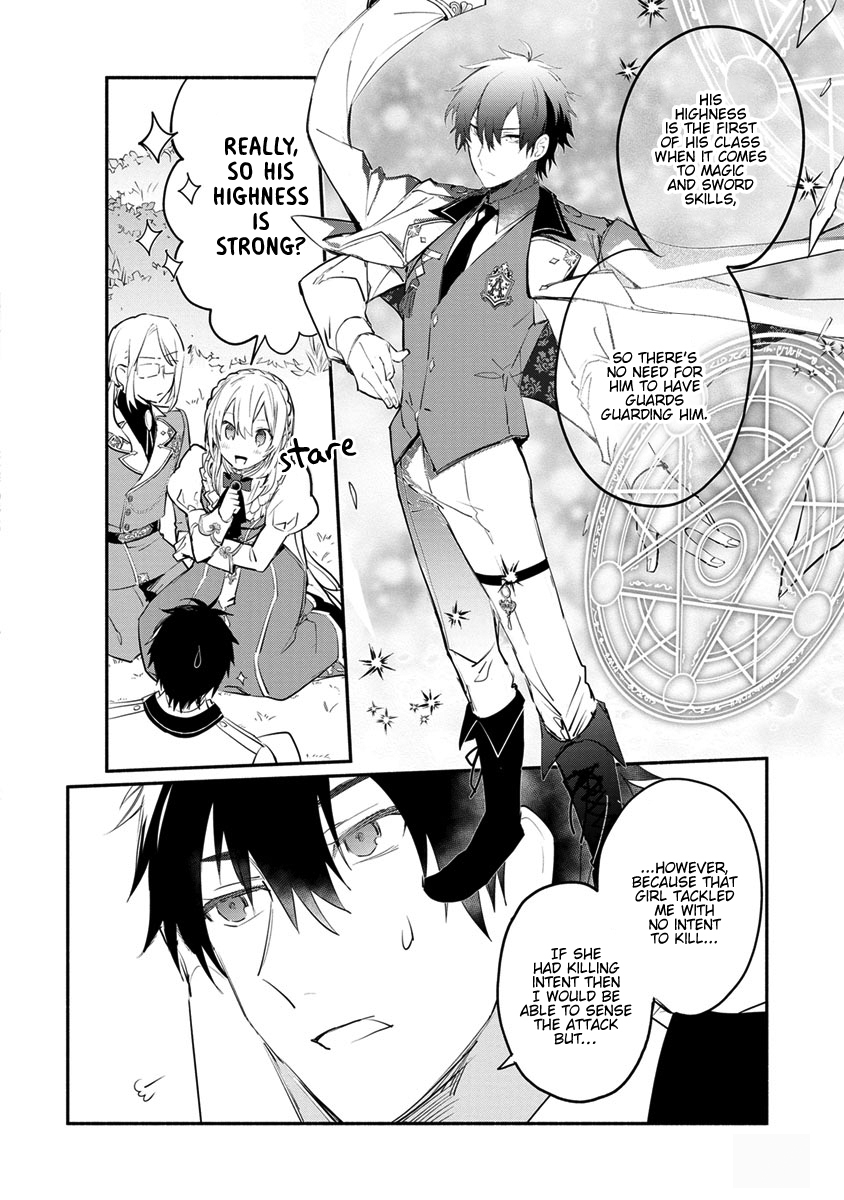 HIS
HIGHNESS
IS THE FIRST
OF HIS CLASS
WHEN IT COMES
TO MAGIC
AND SWORD
SKILLS,
SO THERE'S
NO NEED FOR
HIM TO HAVE
GUARDS
GUARDING HIM.
REALLY,
SO HIS
HIGHNESS
IS
STRONG?
stare
...HOWEVER,
BECAUSE THAT
GIRL TACKLED
ME WITH
NO INTENT
TO KILL...
IF SHE
HAD KILLING
INTENT THEN
I WOULD BE
ABLE TO SENSE
THE ATTACK
BUT...